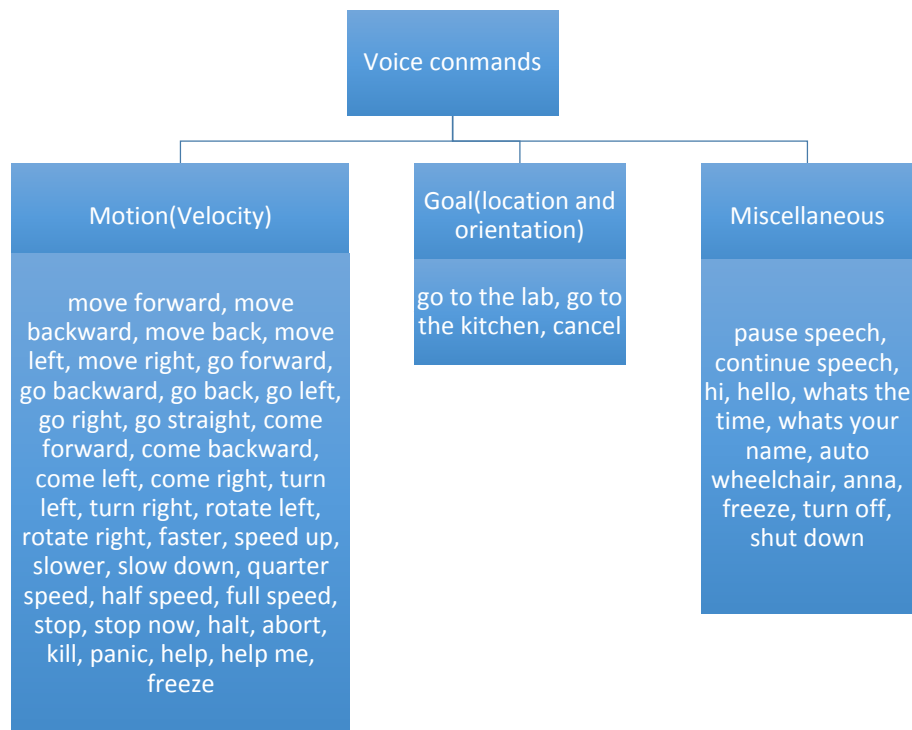 Voice conmands
Motion(Velocity)
move forward, move
backward, move back, move
left, move right, go forward,
go backward, go back, go left,
go right, go straight, come
forward, come backward,
come left, come right, turn
left, turn right, rotate left,
rotate right, faster, speed up,
slower, slow down, quarter
speed, half speed, full speed,
stop, stop now, halt, abort,
kill, panic, help, help me,
freeze
Goal(location and
orientation)
go to the lab, go to
the kitchen, cancel
Miscellaneous
pause speech,
continue speech,
hi, hello, whats the
time, whats your
name, auto
wheelchair, anna,
freeze, turn off,
shut down